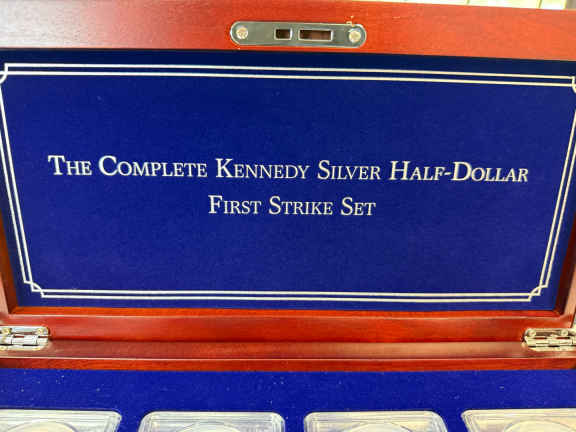 The Complete Kennedy Silver Half-Dollar
First Strike Set